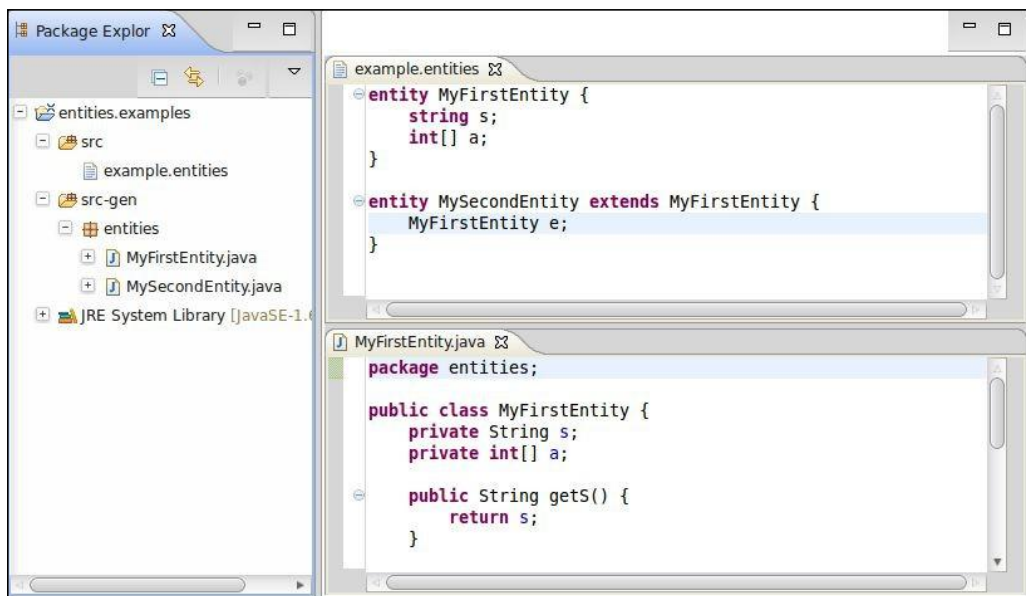 Package Explor
entities.examples
src
example.entities
src-gen
entities
MyFirstEntity.java
MySecondEntity.java
JRE System Library [JavaSE-1.6
example.entities
entity MyFirstEntity {
    string s;
    int[] a;
}
entity MySecondEntity extends MyFirstEntity {
    MyFirstEntity e;
}
MyFirstEntity.java
package entities;
public class MyFirstEntity {
    private String s;
    private int[] a;
    public String getS() {
        return s;
    }